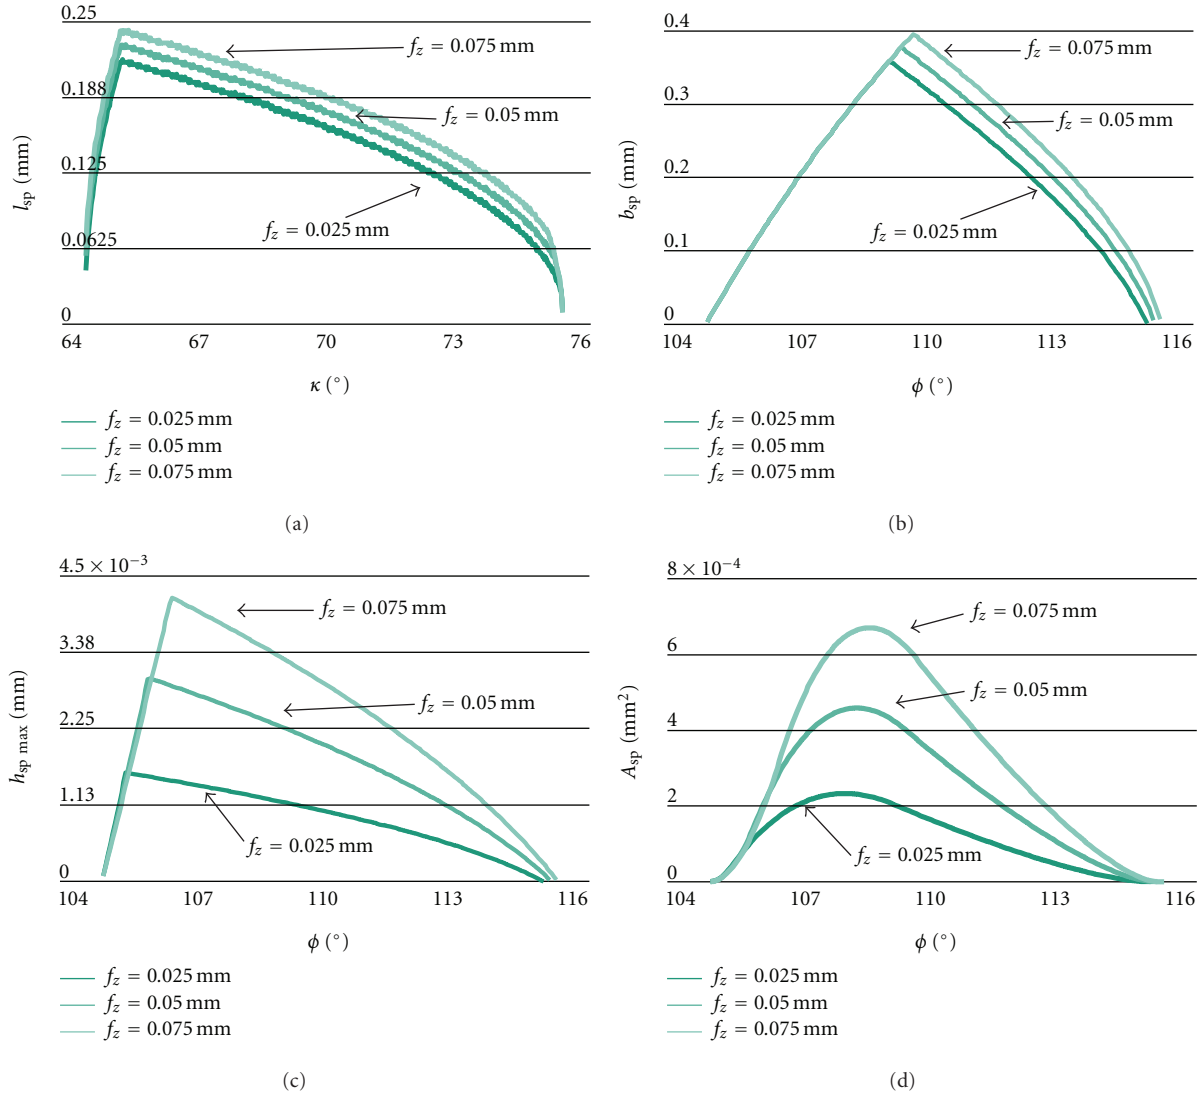 0.25
0.188
0.125
0.0625
0
l_sp (mm)
f_z = 0.075 mm
f_z = 0.05 mm
f_z = 0.025 mm
64 67 70 73 76
κ (°)
f_z = 0.025 mm
f_z = 0.05 mm
f_z = 0.075 mm
(a)
0.4
0.3
0.2
0.1
0
b_sp (mm)
f_z = 0.075 mm
f_z = 0.05 mm
f_z = 0.025 mm
104 107 110 113 116
ϕ (°)
f_z = 0.025 mm
f_z = 0.05 mm
f_z = 0.075 mm
(b)
4.5 × 10⁻³
3.38
2.25
1.13
0
h_sp max (mm)
f_z = 0.075 mm
f_z = 0.05 mm
f_z = 0.025 mm
104 107 110 113 116
ϕ (°)
f_z = 0.025 mm
f_z = 0.05 mm
f_z = 0.075 mm
(c)
8 × 10⁻⁴
6
4
2
0
A_sp (mm²)
f_z = 0.075 mm
f_z = 0.05 mm
f_z = 0.025 mm
104 107 110 113 116
ϕ (°)
f_z = 0.025 mm
f_z = 0.05 mm
f_z = 0.075 mm
(d)